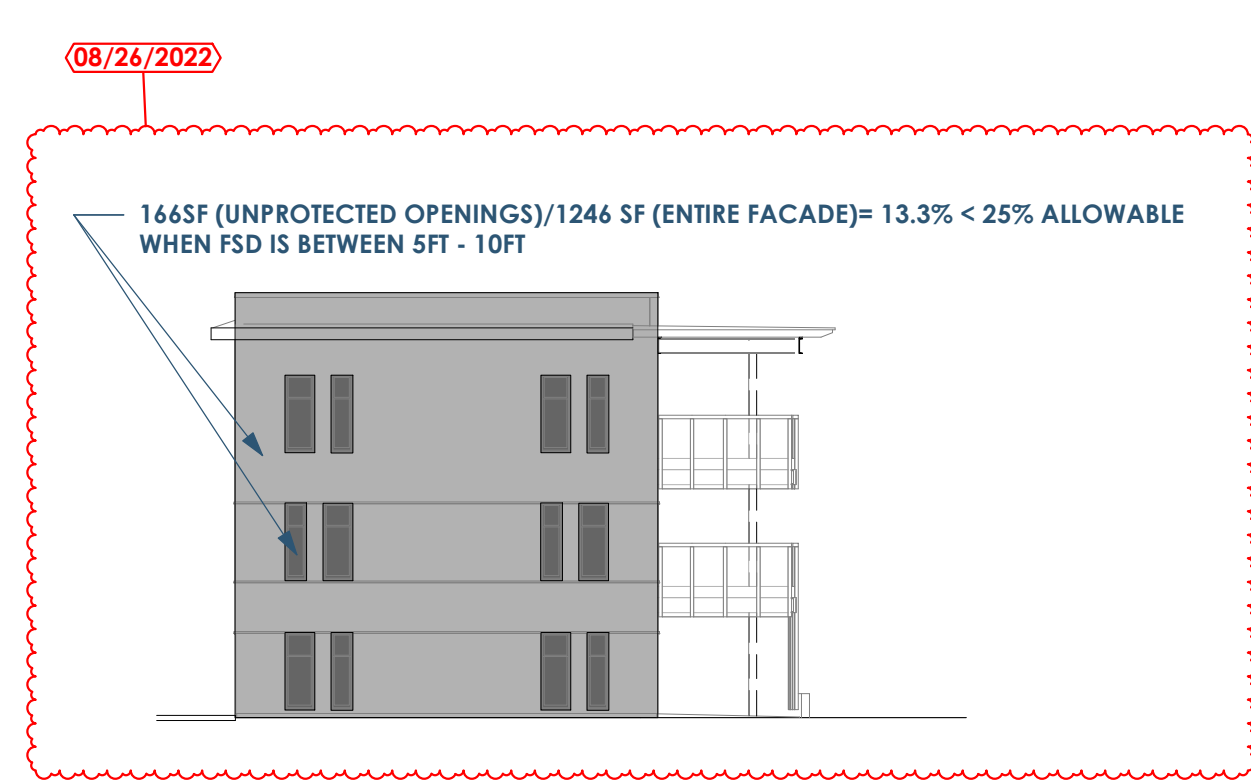 08/26/2022
166SF (UNPROTECTED OPENINGS)/1246 SF (ENTIRE FACADE)= 13.3% < 25% ALLOWABLE
WHEN FSD IS BETWEEN 5FT - 10FT